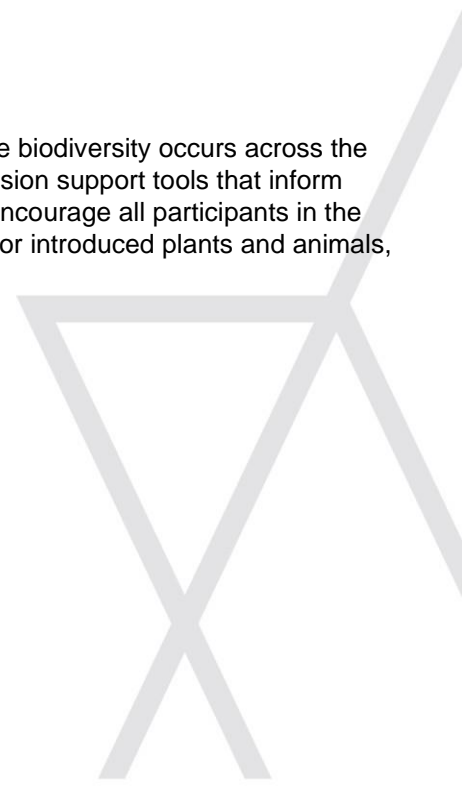 e biodiversity occurs across the
sion support tools that inform
ncourage all participants in the
or introduced plants and animals,